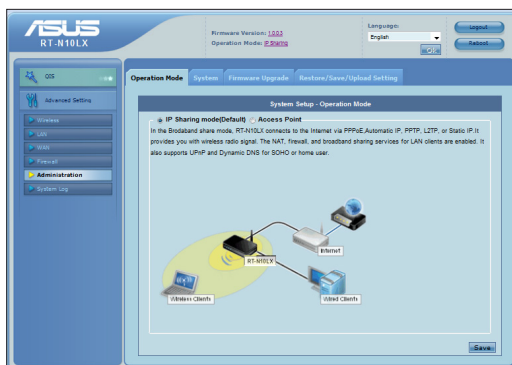 ASUS
RT-N10LX
Firmware Version: 1.0.0.3
Operation Mode: IP Sharing
Language:
English
Logout
Reboot
QOS
Advanced Setting
Wireless
LAN
WAN
Firewall
Administration
System Log
Operation Mode
System
Firmware Upgrade
Restore/Save/Upload Setting
System Setup - Operation Mode
IP Sharing mode(Default)
Access Point
In the Brodaband share mode, RT-N10LX connects to the Internet via PPPoE,Automatic IP, PPTP, L2TP, or Static IP.It
provides you with wireless radio signal. The NAT, firewall, and broadband sharing services for LAN clients are enabled. It
also supports UPnP and Dynamic DNS for SOHO or home user.
Internet
RT-N10LX
Wireless Clients
Wired Clients
Save